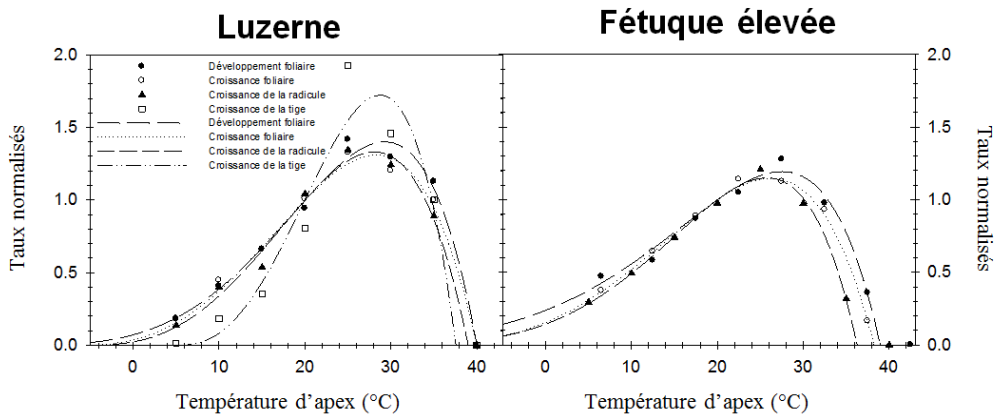 Luzerne
Fétuque élevée
2.0
1.5
1.0
0.5
0.0
Taux normalisés
Développement foliaire
Croissance foliaire
Croissance de la radicule
Croissance de la tige
Développement foliaire
Croissance foliaire
Croissance de la radicule
Croissance de la tige
0 10 20 30 40
Température d’apex (°C)
0 10 20 30 40
Température d’apex (°C)
2.0
1.5
1.0
0.5
0.0
Taux normalisés